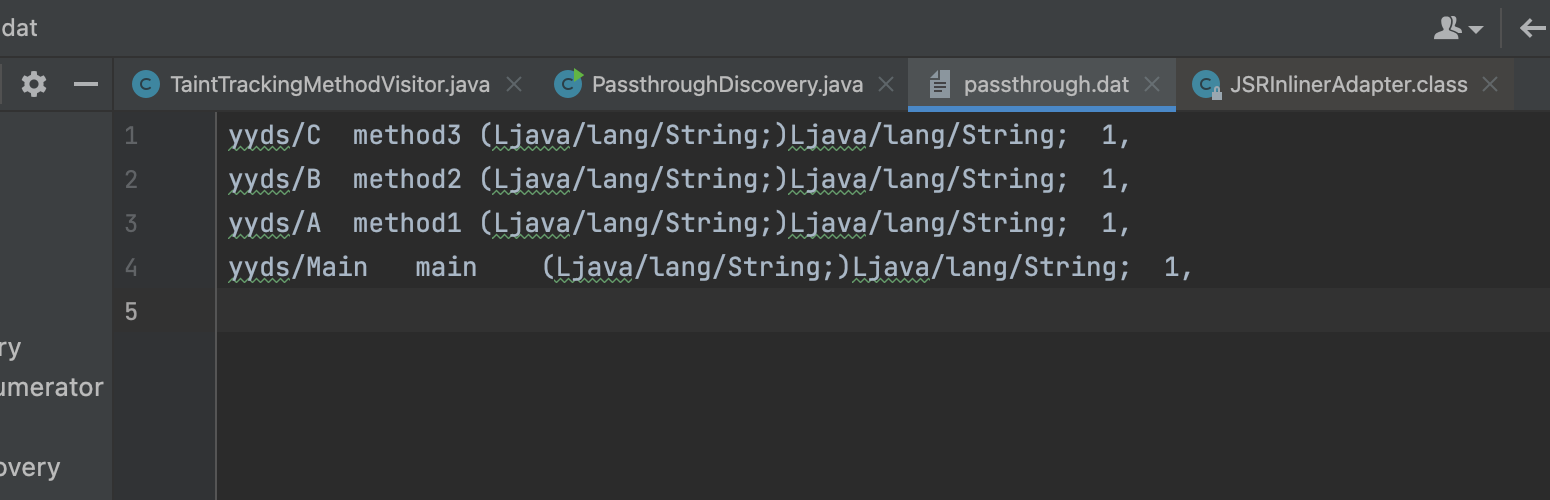 dat
TaintTrackingMethodVisitor.java PassthroughDiscovery.java passthrough.dat JSRInlinerAdapter.class
1 yyds/C method3 (Ljava/lang/String;)Ljava/lang/String; 1,
2 yyds/B method2 (Ljava/lang/String;)Ljava/lang/String; 1,
3 yyds/A method1 (Ljava/lang/String;)Ljava/lang/String; 1,
4 yyds/Main main (Ljava/lang/String;)Ljava/lang/String; 1,
5
ry
umerator
overy